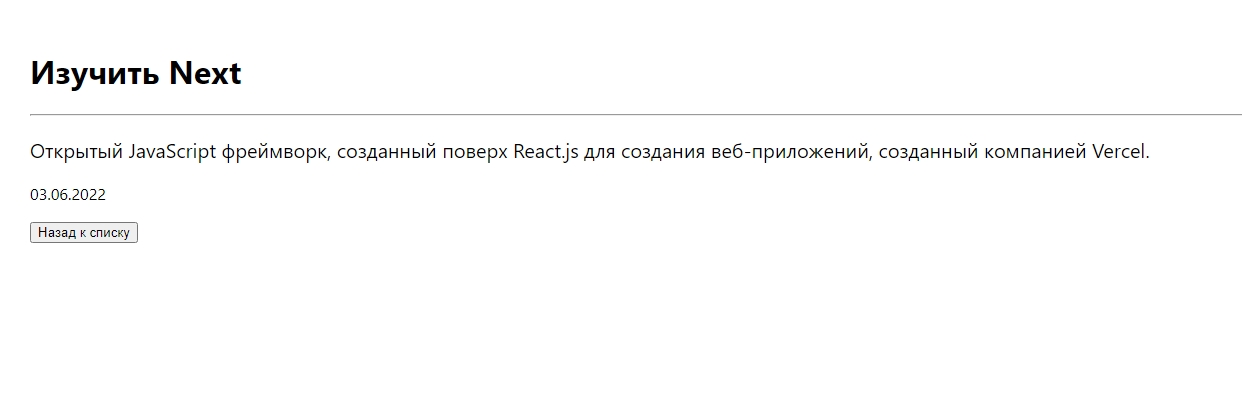 Изучить Next
Открытый JavaScript фреймворк, созданный поверх React.js для создания веб-приложений, созданный компанией Vercel.
03.06.2022
Назад к списку